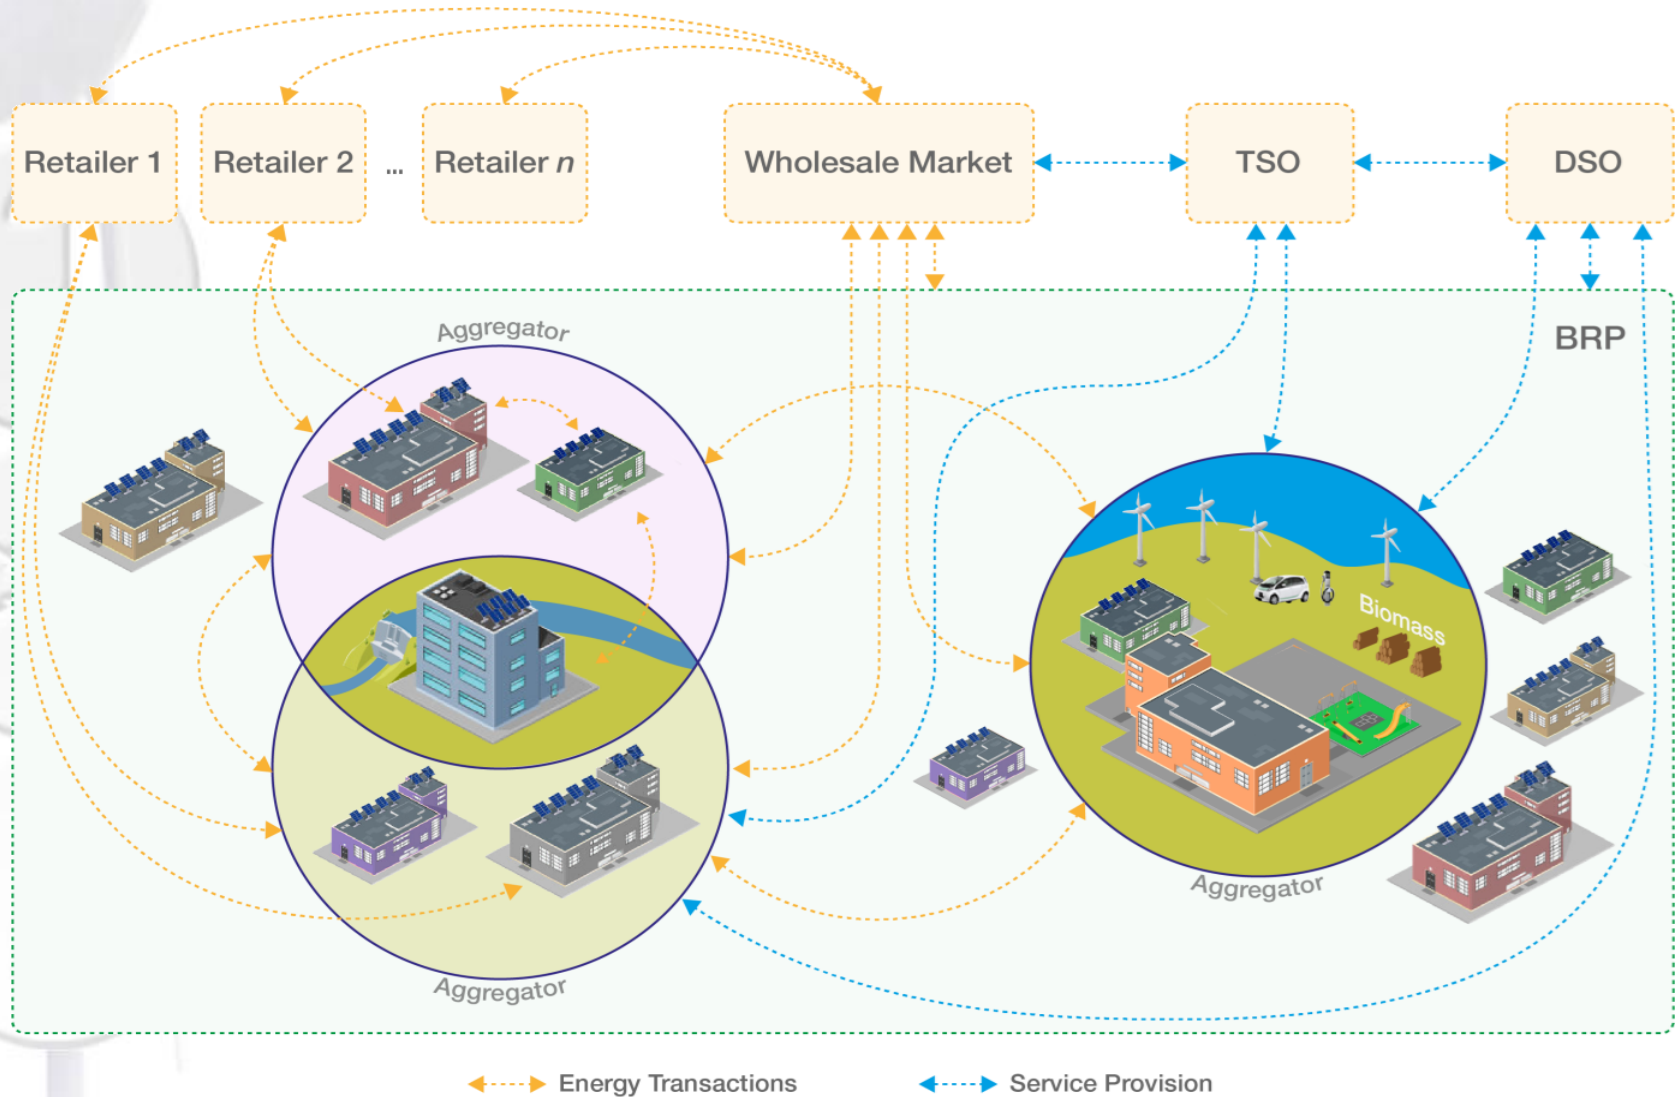 Retailer 1
Retailer 2
...
Retailer n
Wholesale Market
TSO
DSO
BRP
Aggregator
Biomass
Aggregator
Aggregator
Energy Transactions
Service Provision